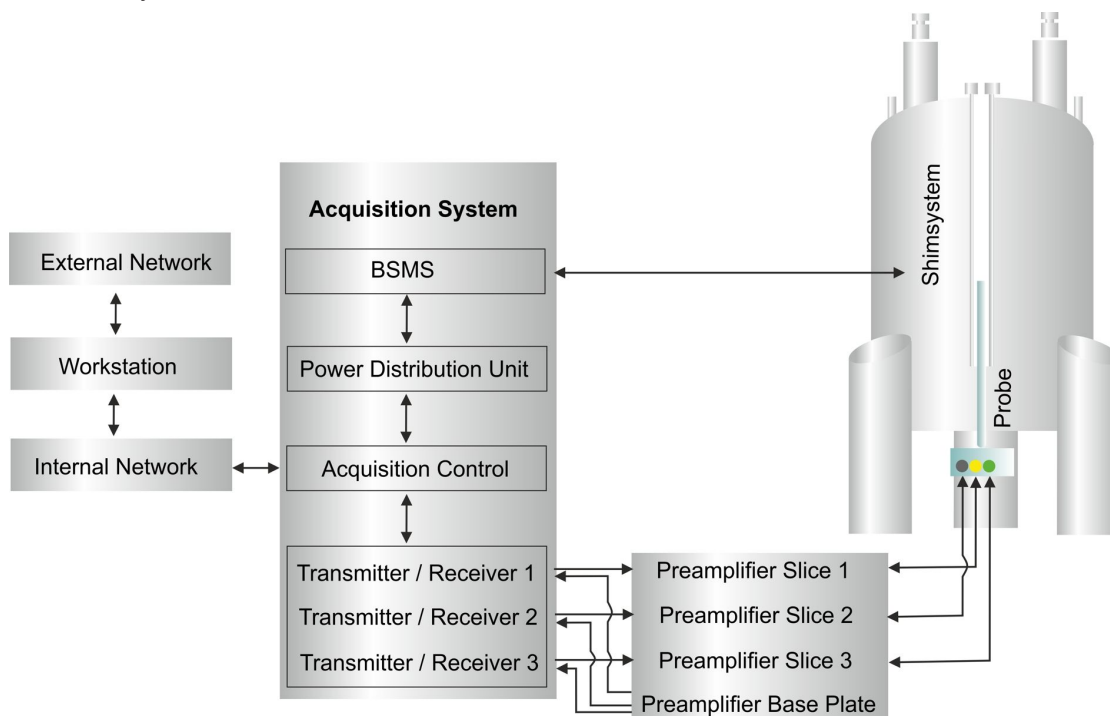 Acquisition System
External Network
BSMS
Workstation
Power Distribution Unit
Internal Network
Acquisition Control
Transmitter / Receiver 1
Transmitter / Receiver 2
Transmitter / Receiver 3
Preamplifier Slice 1
Preamplifier Slice 2
Preamplifier Slice 3
Preamplifier Base Plate
Shimsystem
Probe